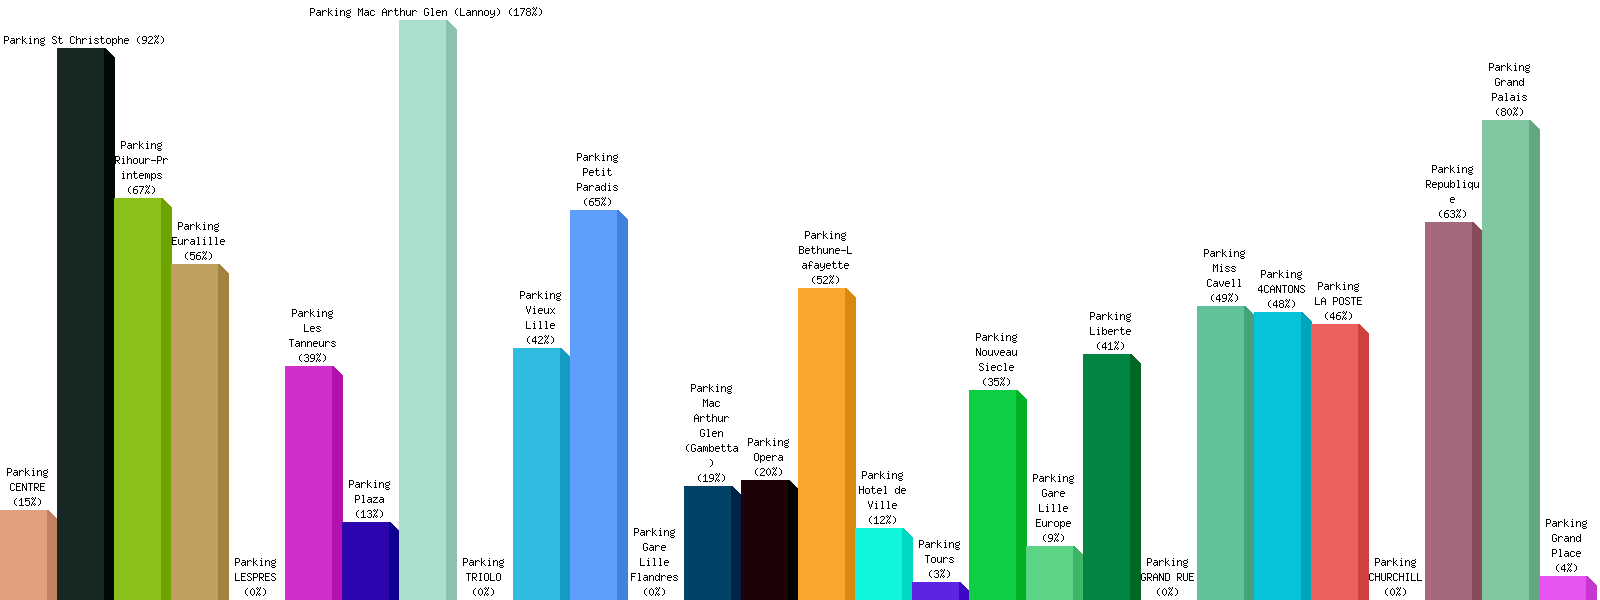 Parking
CENTRE
(15%)
Parking St Christophe (92%)
Parking
Rihour-Pr
intemps
(67%)
Parking
Euralille
(56%)
Parking
LESPRES
(0%)
Parking
Les
Tanneurs
(39%)
Parking
Plaza
(13%)
Parking Mac Arthur Glen (Lannoy) (178%)
Parking
TRIOLO
(0%)
Parking
Vieux
Lille
(42%)
Parking
Petit
Paradis
(65%)
Parking
Gare
Lille
Flandres
(0%)
Parking
Mac
Arthur
Glen
(Gambetta
)
(19%)
Parking
Opera
(20%)
Parking
Bethune-L
afayette
(52%)
Parking
Hotel de
Ville
(12%)
Parking
Tours
(3%)
Parking
Nouveau
Siecle
(35%)
Parking
Gare
Lille
Europe
(9%)
Parking
Liberte
(41%)
Parking
GRAND RUE
(0%)
Parking
Miss
Cavell
(49%)
Parking
4CANTONS
(48%)
Parking
LA POSTE
(46%)
Parking
CHURCHILL
(0%)
Parking
Republiqu
e
(63%)
Parking
Grand
Palais
(80%)
Parking
Grand
Place
(4%)